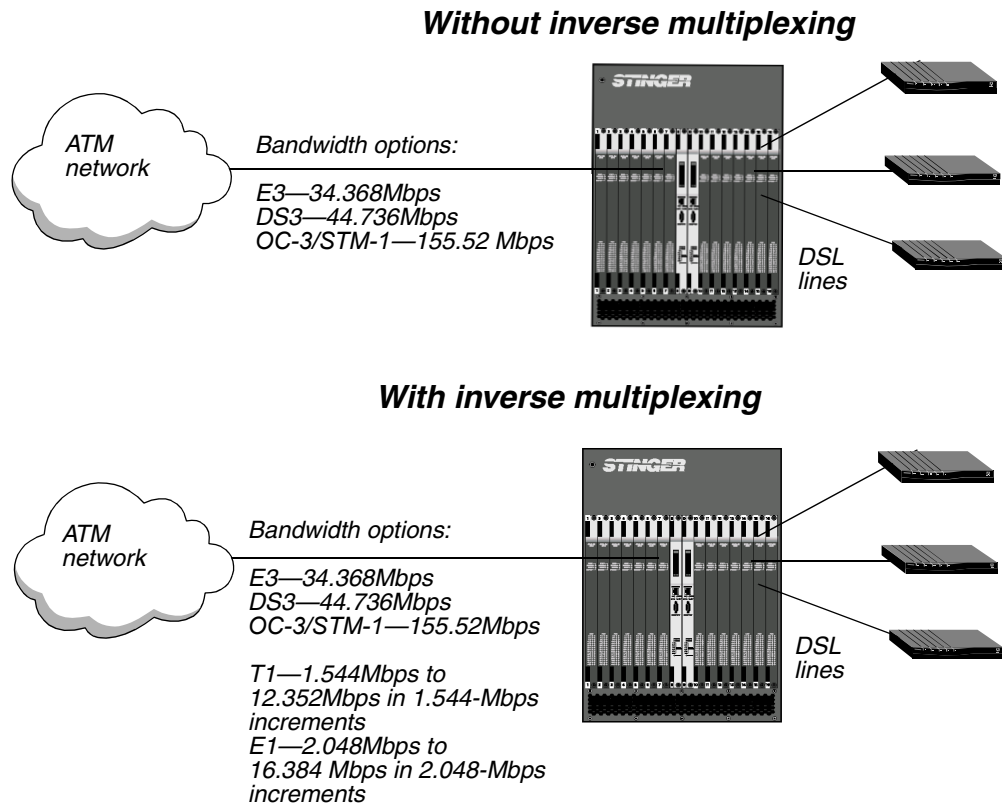 Without inverse multiplexing
STINGER
ATM
network
Bandwidth options:
E3—34.368Mbps
DS3—44.736Mbps
OC-3/STM-1—155.52 Mbps
DSL
lines
With inverse multiplexing
STINGER
ATM
network
Bandwidth options:
E3—34.368Mbps
DS3—44.736Mbps
OC-3/STM-1—155.52Mbps
T1—1.544Mbps to
12.352Mbps in 1.544-Mbps
increments
E1—2.048Mbps to
16.384 Mbps in 2.048-Mbps
increments
DSL
lines